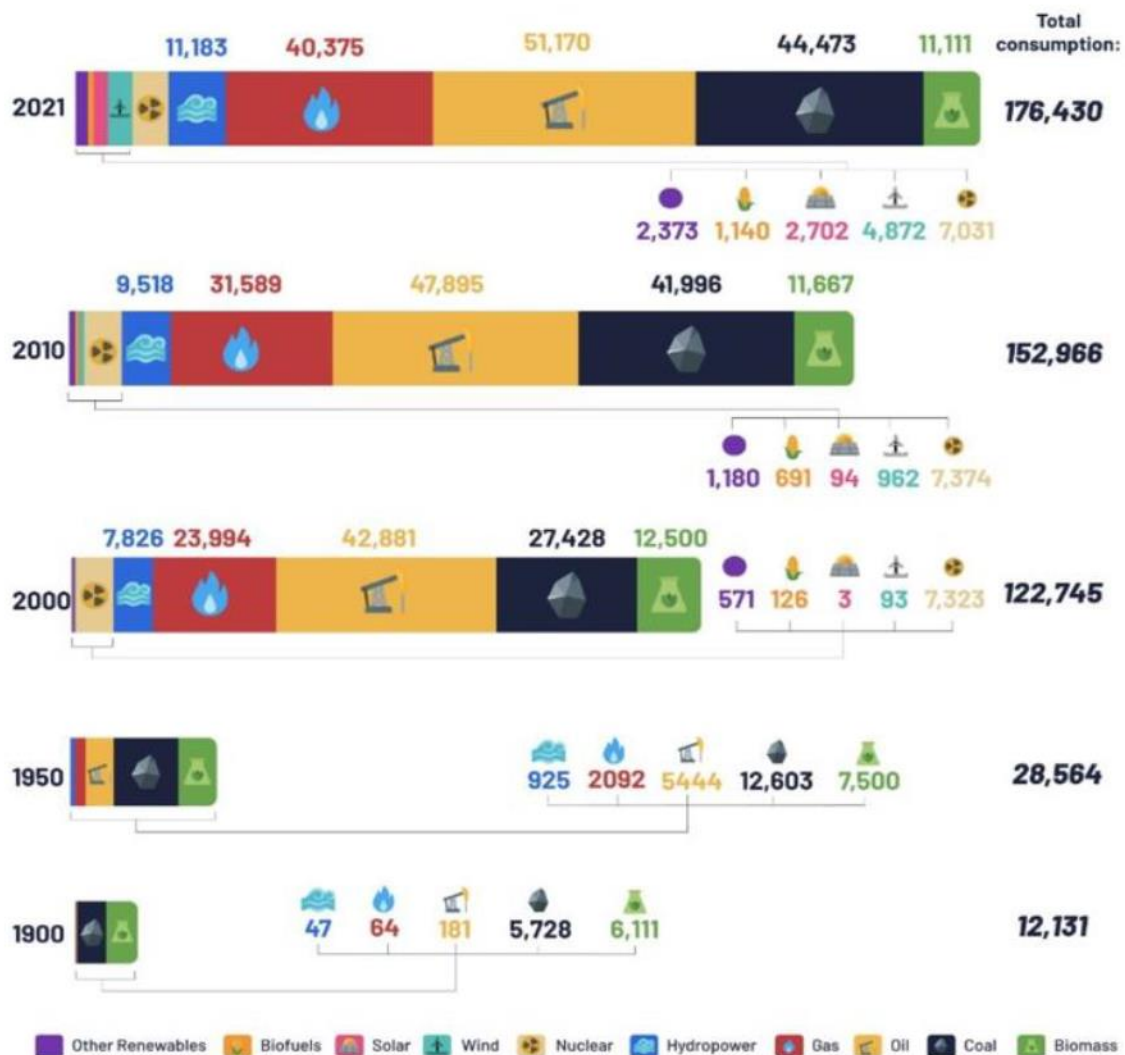 Total
consumption:
11,183 40,375 51,170 44,473 11,111
2021 176,430
2,373 1,140 2,702 4,872 7,031
9,518 31,589 47,895 41,996 11,667
2010 152,966
1,180 691 94 962 7,374
7,826 23,994 42,881 27,428 12,500
2000 571 126 3 93 7,323 122,745
1950 925 2092 5444 12,603 7,500 28,564
1900 47 64 181 5,728 6,111 12,131
Other Renewables Biofuels Solar Wind Nuclear Hydropower Gas Oil Coal Biomass